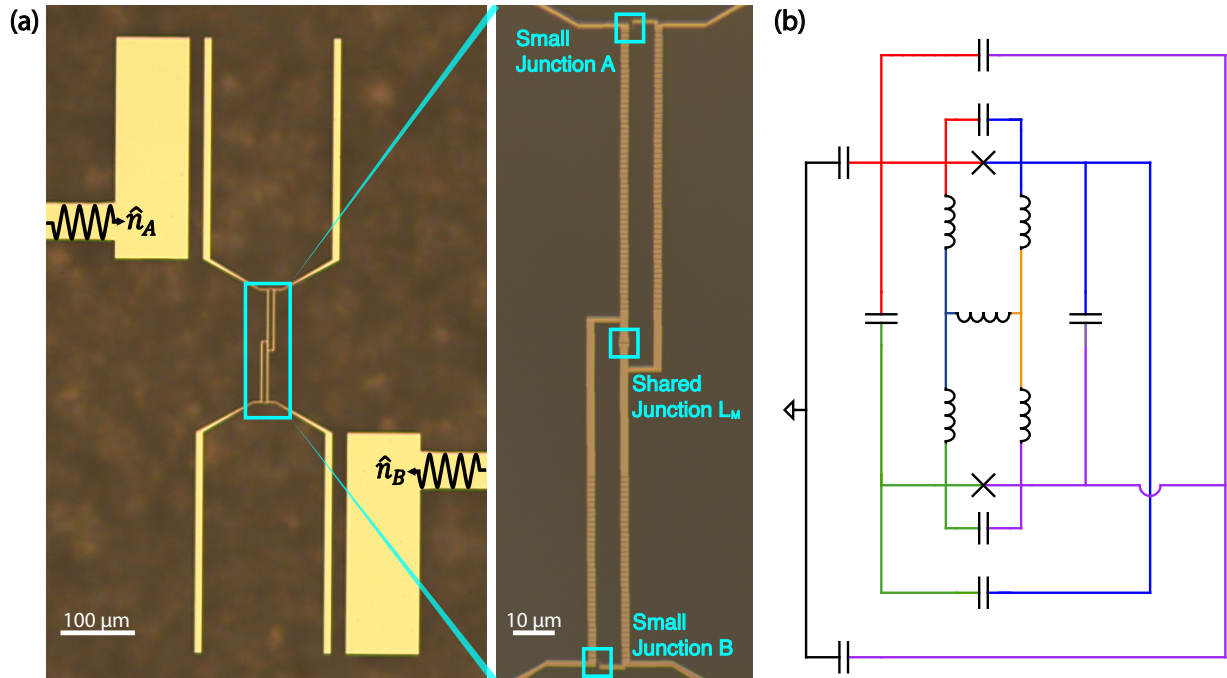 (a)
(b)
Small
Junction A
n̂A
Shared
Junction LM
n̂B
100 µm
10 µm
Small
Junction B